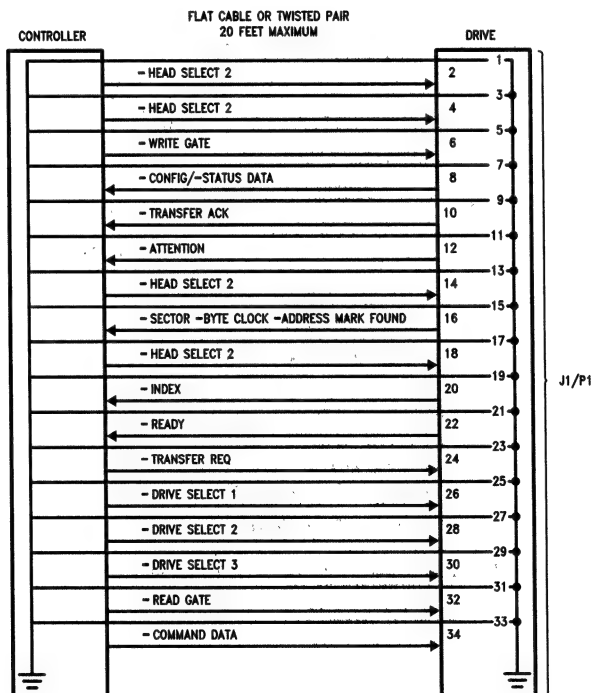 FLAT CABLE OR TWISTED PAIR
20 FEET MAXIMUM
CONTROLLER
DRIVE
1
- HEAD SELECT 2
2
3
- HEAD SELECT 2
4
5
- WRITE GATE
6
7
- CONFIG/-STATUS DATA
8
9
- TRANSFER ACK
10
11
- ATTENTION
12
13
- HEAD SELECT 2
14
15
- SECTOR -BYTE CLOCK -ADDRESS MARK FOUND
16
17
- HEAD SELECT 2
18
19
- INDEX
20
J1/P1
21
- READY
22
23
- TRANSFER REQ
24
25
- DRIVE SELECT 1
26
27
- DRIVE SELECT 2
28
29
- DRIVE SELECT 3
30
31
- READ GATE
32
33
- COMMAND DATA
34